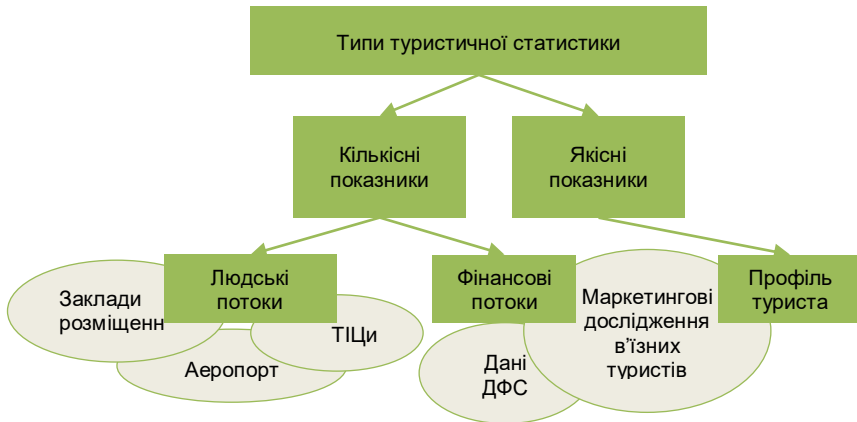 Типи туристичної статистики
Кількісні
показники
Якісні
показники
Людські
потоки
Фінансові
потоки
Профіль
туриста
Заклади
розміщенн
ТІЦи
Аеропорт
Маркетингові
дослідження
в'їзних
туристів
Дані
ДФС